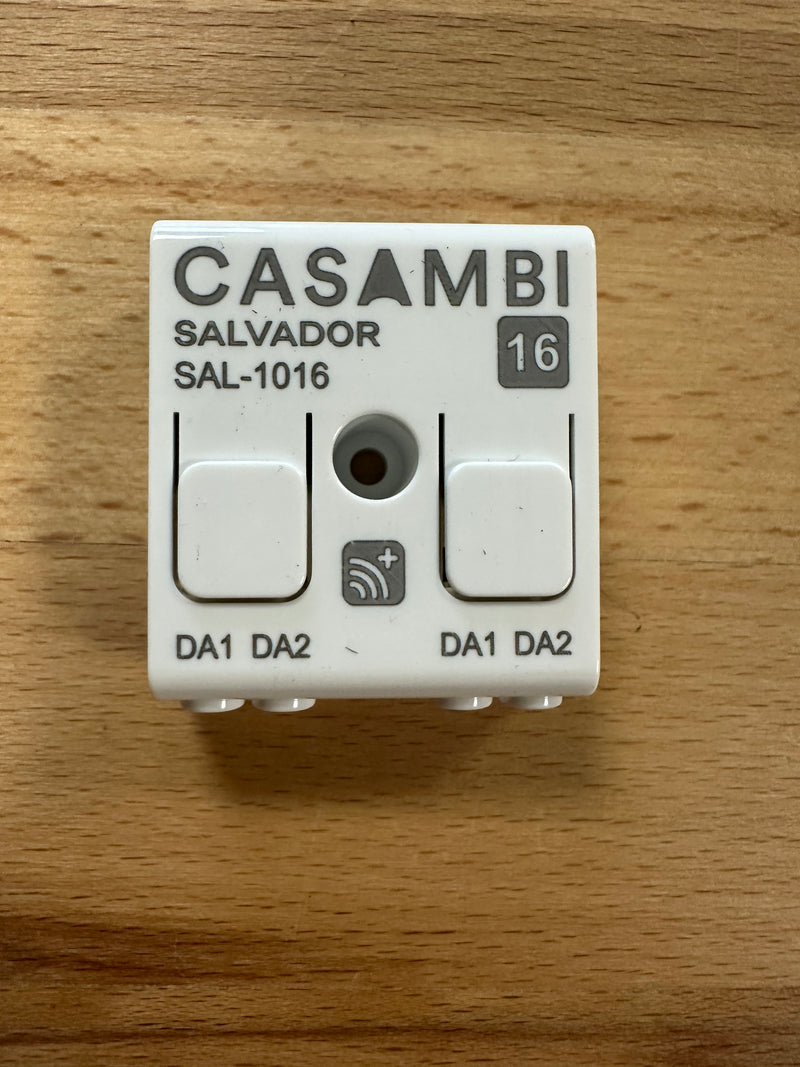 CASAMBI
SALVADOR
SAL-1016
16
DA1 DA2
DA1 DA2